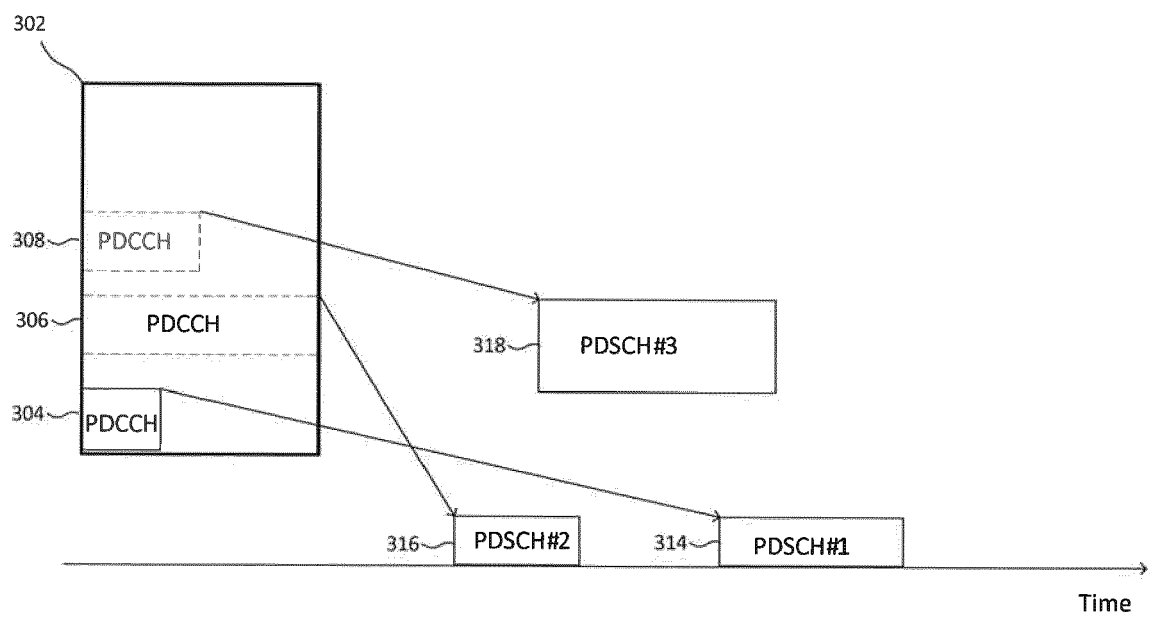 302
308
PDCCH
306
PDCCH
318
PDSCH#3
304
PDCCH
316
PDSCH#2
314
PDSCH#1
Time